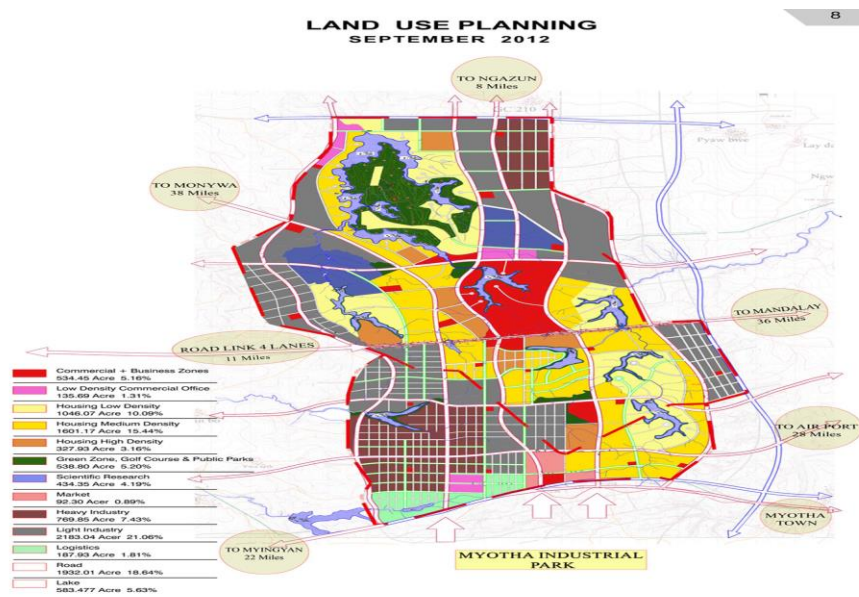 8
LAND USE PLANNING
SEPTEMBER 2012
TO NGAZUN
8 Miles
TO MONYWA
38 Miles
TO MANDALAY
36 Miles
ROAD LINK 4 LANES
11 Miles
Commercial + Business Zones
534.45 Acre 5.16%
Low Density Commercial Office
135.69 Acre 1.31%
Housing Low Density
1046.07 Acre 10.09%
Housing Medium Density
1601.17 Acre 15.44%
Housing High Density
327.93 Acre 3.16%
Green Zone, Golf Course & Public Parks
538.80 Acre 5.20%
Scientific Research
434.35 Acre 4.19%
Market
92.30 Acer 0.89%
Heavy Industry
769.85 Acre 7.43%
Light Industry
2183.04 Acer 21.06%
Logistics
187.93 Acre 1.81%
Road
1932.01 Acre 18.64%
Lake
583.477 Acre 5.63%
TO AIR PORT
28 Miles
MYOTHA
TOWN
TO MYINGYAN
22 Miles
MYOTHA INDUSTRIAL
PARK